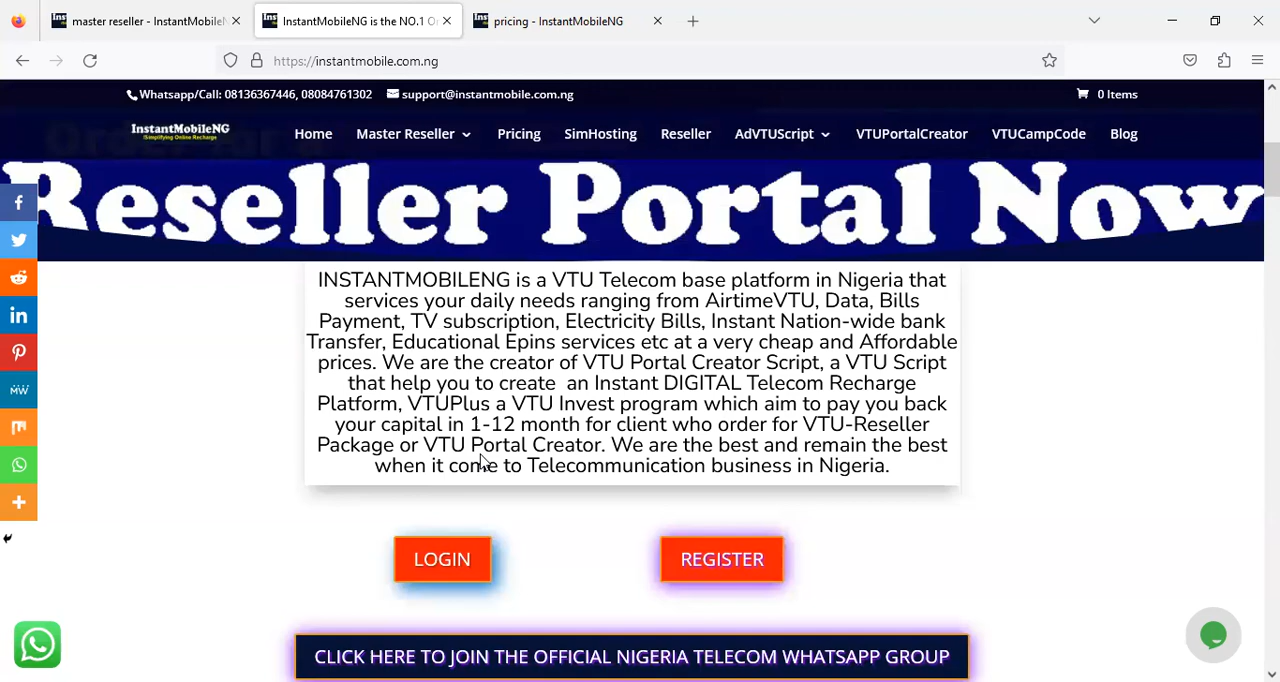 master reseller - InstantMobileN
InstantMobileNG is the NO.1 O
pricing - InstantMobileNG
https://instantmobile.com.ng
Whatsapp/Call: 08136367446, 08084761302
support@instantmobile.com.ng
0 Items
InstantMobileNG
!Simplifying Online Recharge
Home
Master Reseller
Pricing
SimHosting
Reseller
AdVTUScript
VTUPortalCreator
VTUCampCode
Blog
Order for a
Reseller Portal Now
INSTANTMOBILENG is a VTU Telecom base platform in Nigeria that
services your daily needs ranging from AirtimeVTU, Data, Bills
Payment, TV subscription, Electricity Bills, Instant Nation-wide bank
Transfer, Educational Epins services etc at a very cheap and Affordable
prices. We are the creator of VTU Portal Creator Script, a VTU Script
that help you to create an Instant DIGITAL Telecom Recharge
Platform, VTUPlus a VTU Invest program which aim to pay you back
your capital in 1-12 month for client who order for VTU-Reseller
Package or VTU Portal Creator. We are the best and remain the best
when it come to Telecommunication business in Nigeria.
LOGIN
REGISTER
CLICK HERE TO JOIN THE OFFICIAL NIGERIA TELECOM WHATSAPP GROUP